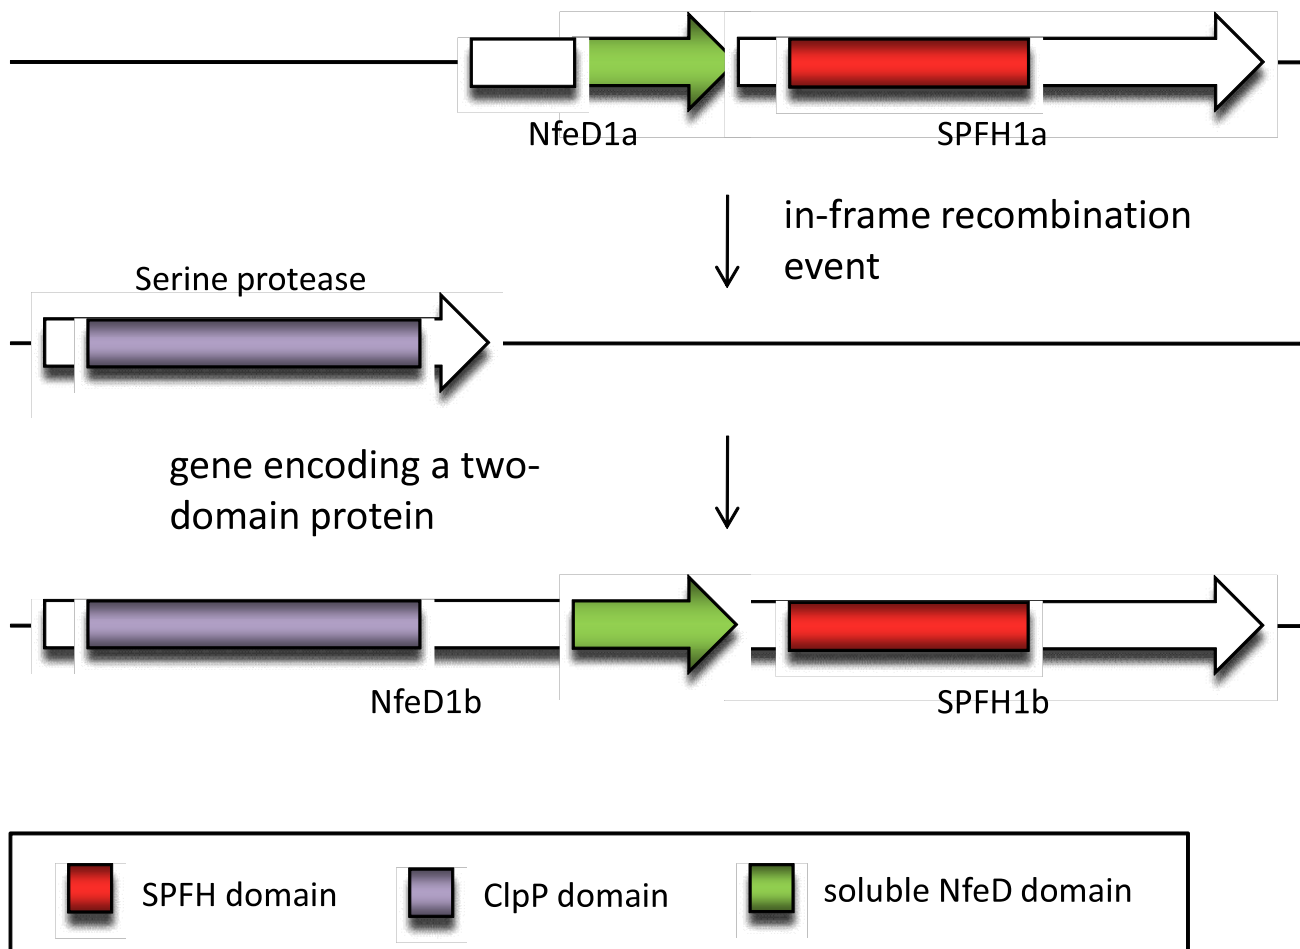 NfeD1a
SPFH1a
in-frame recombination
event
Serine protease
gene encoding a two-
domain protein
NfeD1b
SPFH1b
SPFH domain
ClpP domain
soluble NfeD domain